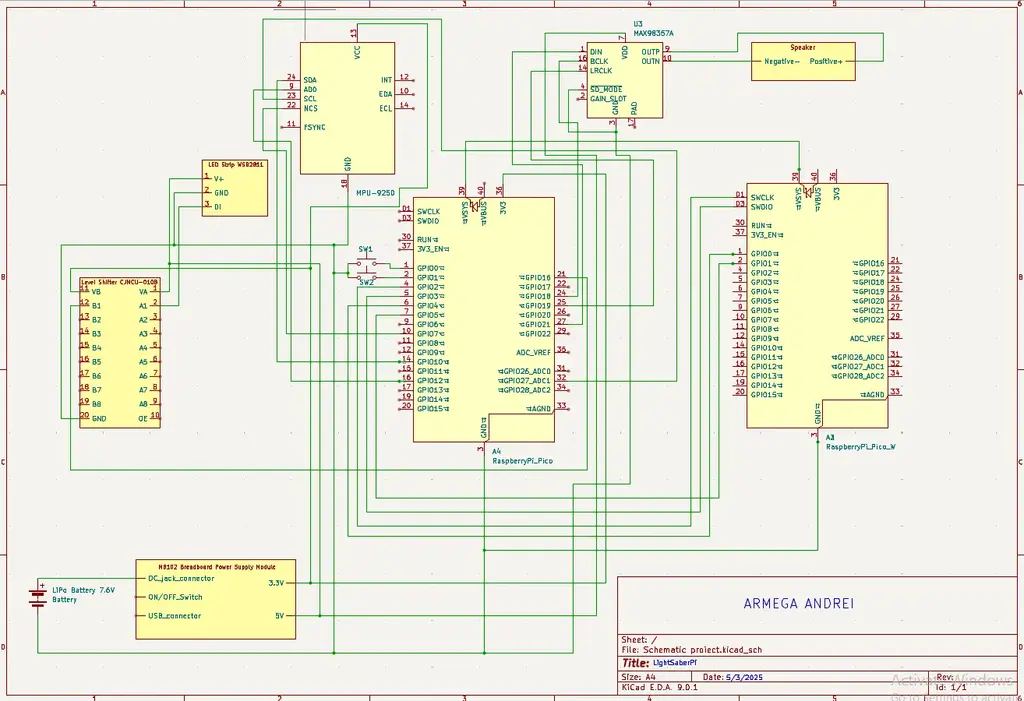 1 2 3 4 5 6
A
B
C
D
13
VCC
24 SDA
9 ADO
23 SCL
22 NCS
11 FSYNC
INT 12
EDA 10
ECL 14
GND
18
MPU-9250
U3
MAX98357A
7
VDD
1 DIN
16 BCLK
14 LRCLK
4 SD_MODE
2 GAIN_SLOT
OUTP 9
OUTN 10
GND
PAD
3 17
Speaker
Negative- Positive+
1 V+
2 GND
3 DI
SW1
SW2
Level Shifter CJMCU-0108
11 VB VA 1
12 B1 A1 2
13 B2 A2 3
14 B3 A3 4
15 B4 A4 5
16 B5 A5 6
17 B6 A6 7
18 B7 A7 8
19 B8 A8 9
20 GND OE 10
39 40 36
VSYS VBUS 3V3
D1 SWCLK
D3 SWDIO
30 RUN
37 3V3_EN
1 GPIO0
2 GPIO1
4 GPIO2
5 GPIO3
6 GPIO4
7 GPIO5
9 GPIO6
10 GPIO7
11 GPIO8
12 GPIO9
14 GPIO10
15 GPIO11
16 GPIO12
17 GPIO13
19 GPIO14
20 GPIO15
GPIO16 21
GPIO17 22
GPIO18 24
GPIO19 25
GPIO20 26
GPIO21 27
GPIO22 29
ADC_VREF 35
GPIO26_ADC0 31
GPIO27_ADC1 32
GPIO28_ADC2 34
AGND 33
GND
3
A4
RaspberryPi_Pico
39 40 36
VSYS VBUS 3V3
D1 SWCLK
D3 SWDIO
30 RUN
37 3V3_EN
1 GPIO0
2 GPIO1
4 GPIO2
5 GPIO3
6 GPIO4
7 GPIO5
9 GPIO6
10 GPIO7
11 GPIO8
12 GPIO9
14 GPIO10
15 GPIO11
16 GPIO12
17 GPIO13
19 GPIO14
20 GPIO15
GPIO16 21
GPIO17 22
GPIO18 24
GPIO19 25
GPIO20 26
GPIO21 27
GPIO22 29
ADC_VREF 35
GPIO26_ADC0 31
GPIO27_ADC1 32
GPIO28_ADC2 34
AGND 33
GND
3
A3
RaspberryPi_Pico_W
LiPo Battery 7.6V
Battery
MB102 Breadboard Power Supply Module
DC_jack_connector
ON/OFF_Switch
USB_connector
3.3V
5V
ARMEGA ANDREI
Sheet: /
File: Schematic project.kicad_sch
Title: LightSaberPi
Size: A4 Date: 5/3/2025 Rev:
KiCad E.D.A. 9.0.1 Id: 1/1
Activate Windows